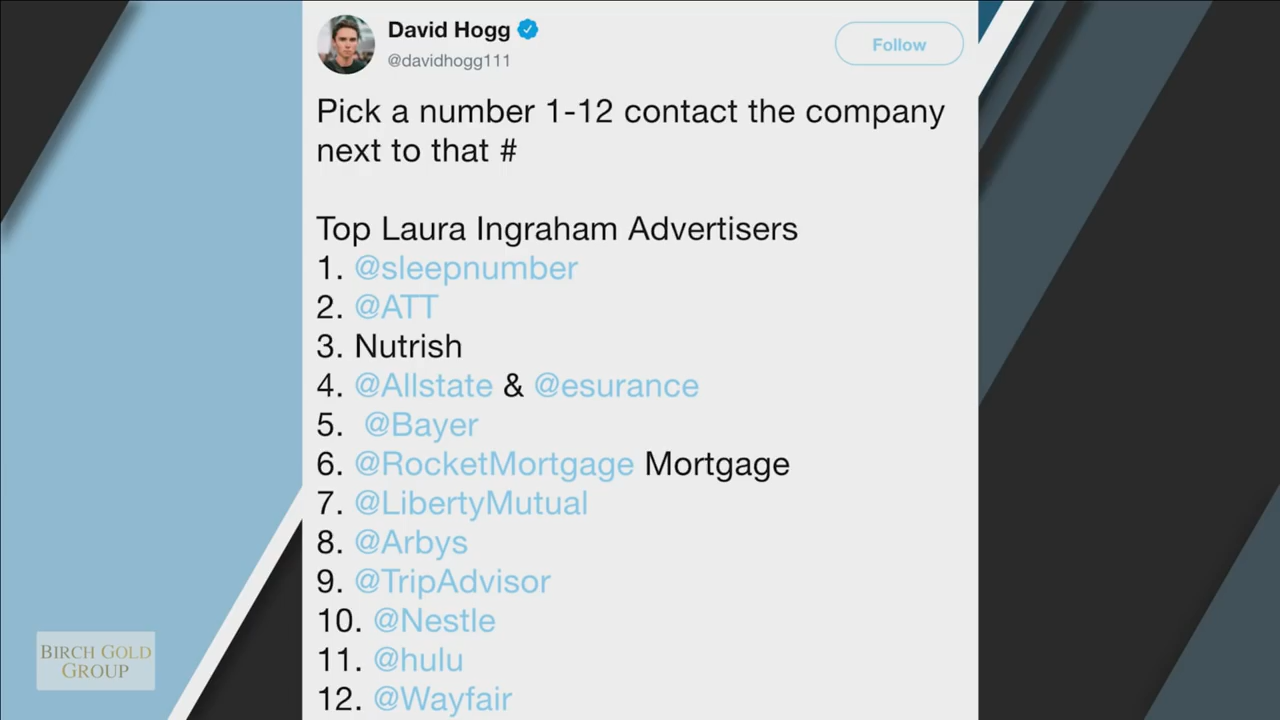 David Hogg
@davidhogg111
Follow
Pick a number 1-12 contact the company
next to that #
Top Laura Ingraham Advertisers
1. @sleepnumber
2. @ATT
3. Nutrish
4. @Allstate & @esurance
5. @Bayer
6. @RocketMortgage Mortgage
7. @LibertyMutual
8. @Arbys
9. @TripAdvisor
10. @Nestle
11. @hulu
12. @Wayfair
BIRCH GOLD
GROUP